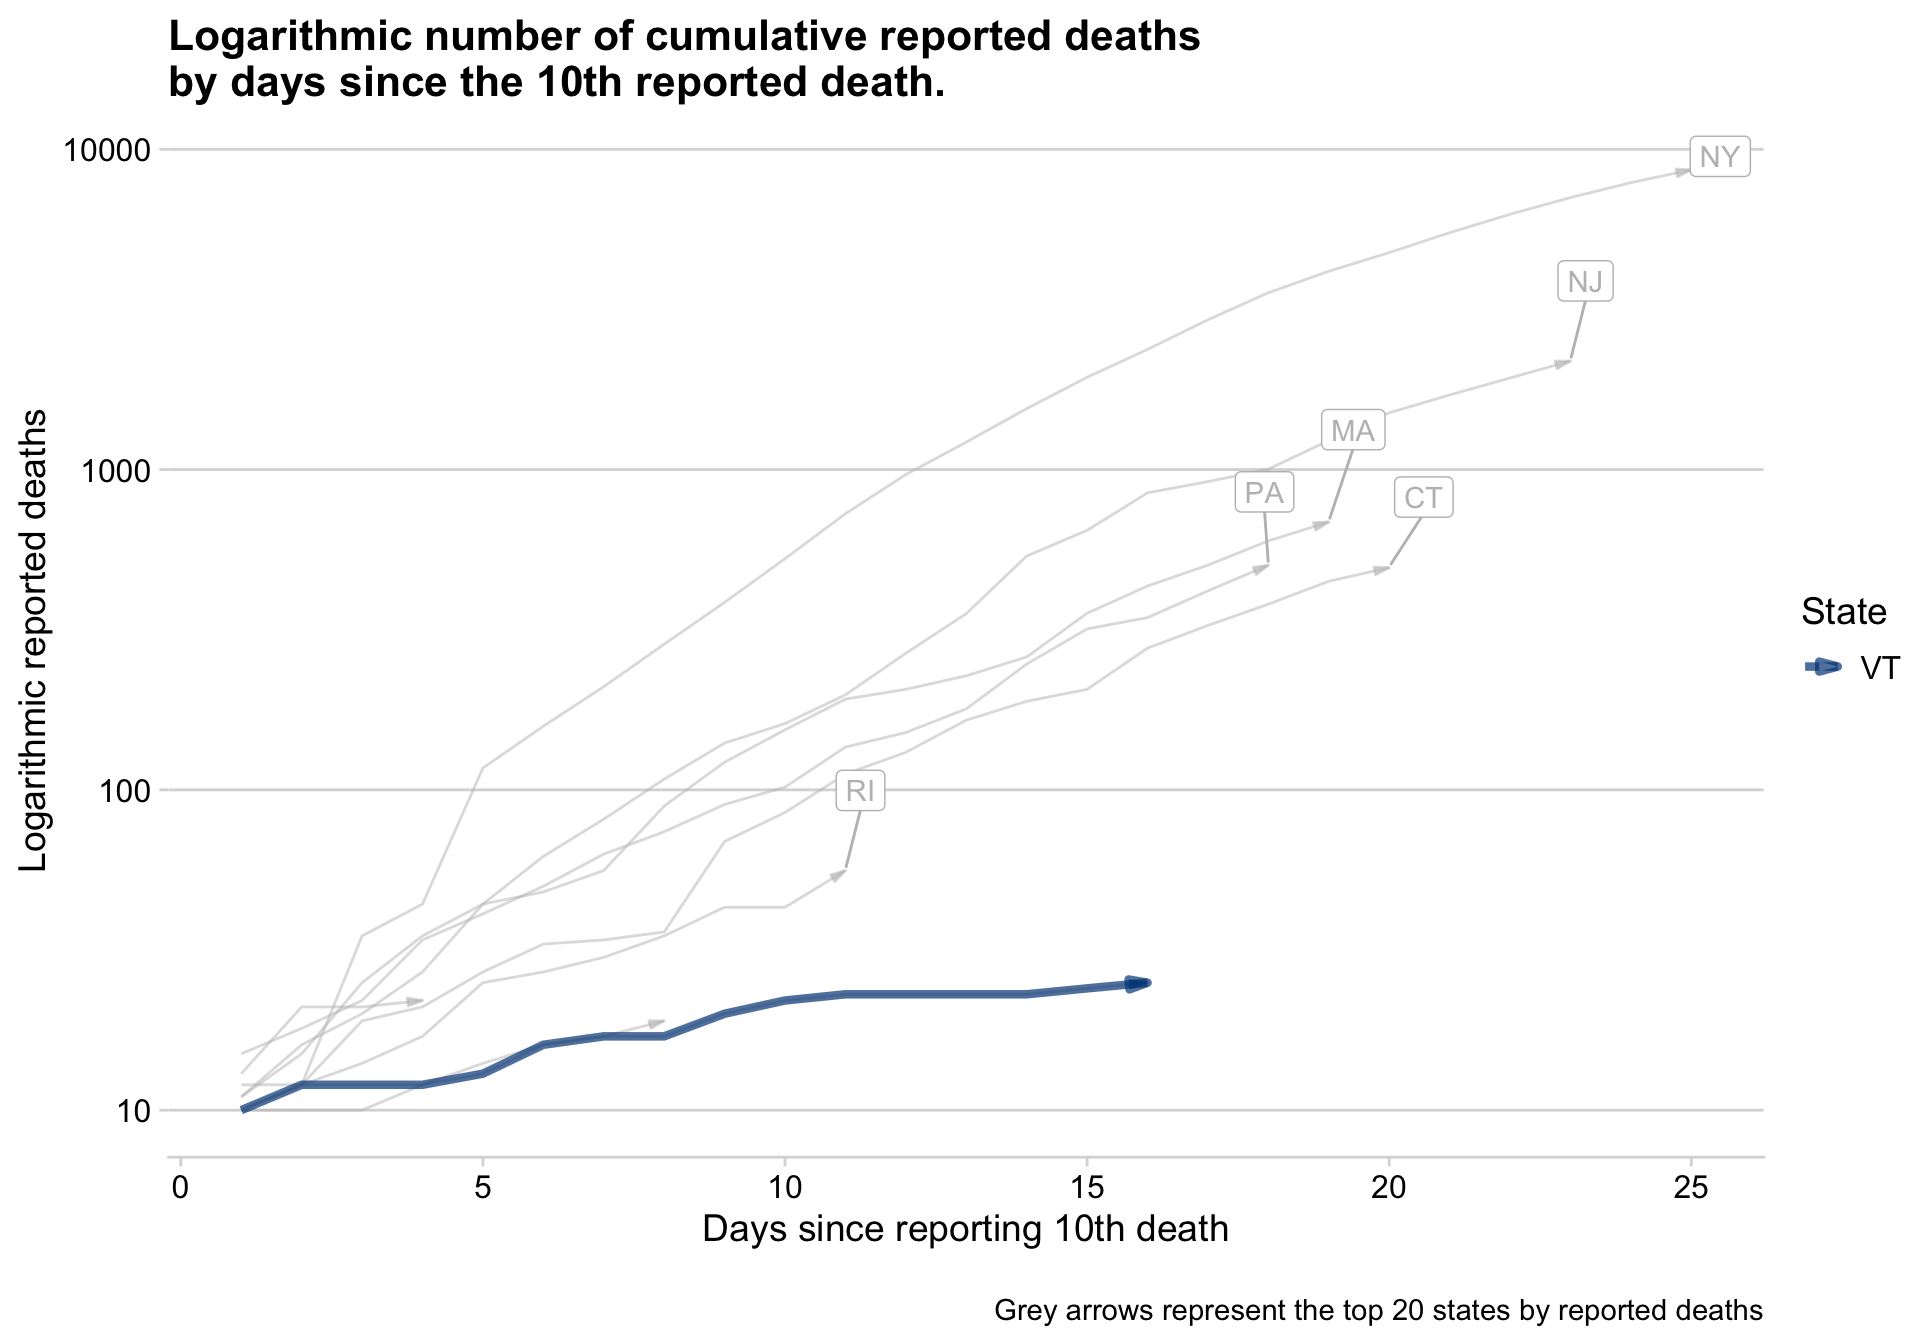 Logarithmic number of cumulative reported deaths
by days since the 10th reported death.
Logarithmic reported deaths
10000
1000
100
10
NY
NJ
MA
PA
CT
RI
State
VT
0 5 10 15 20 25
Days since reporting 10th death
Grey arrows represent the top 20 states by reported deaths